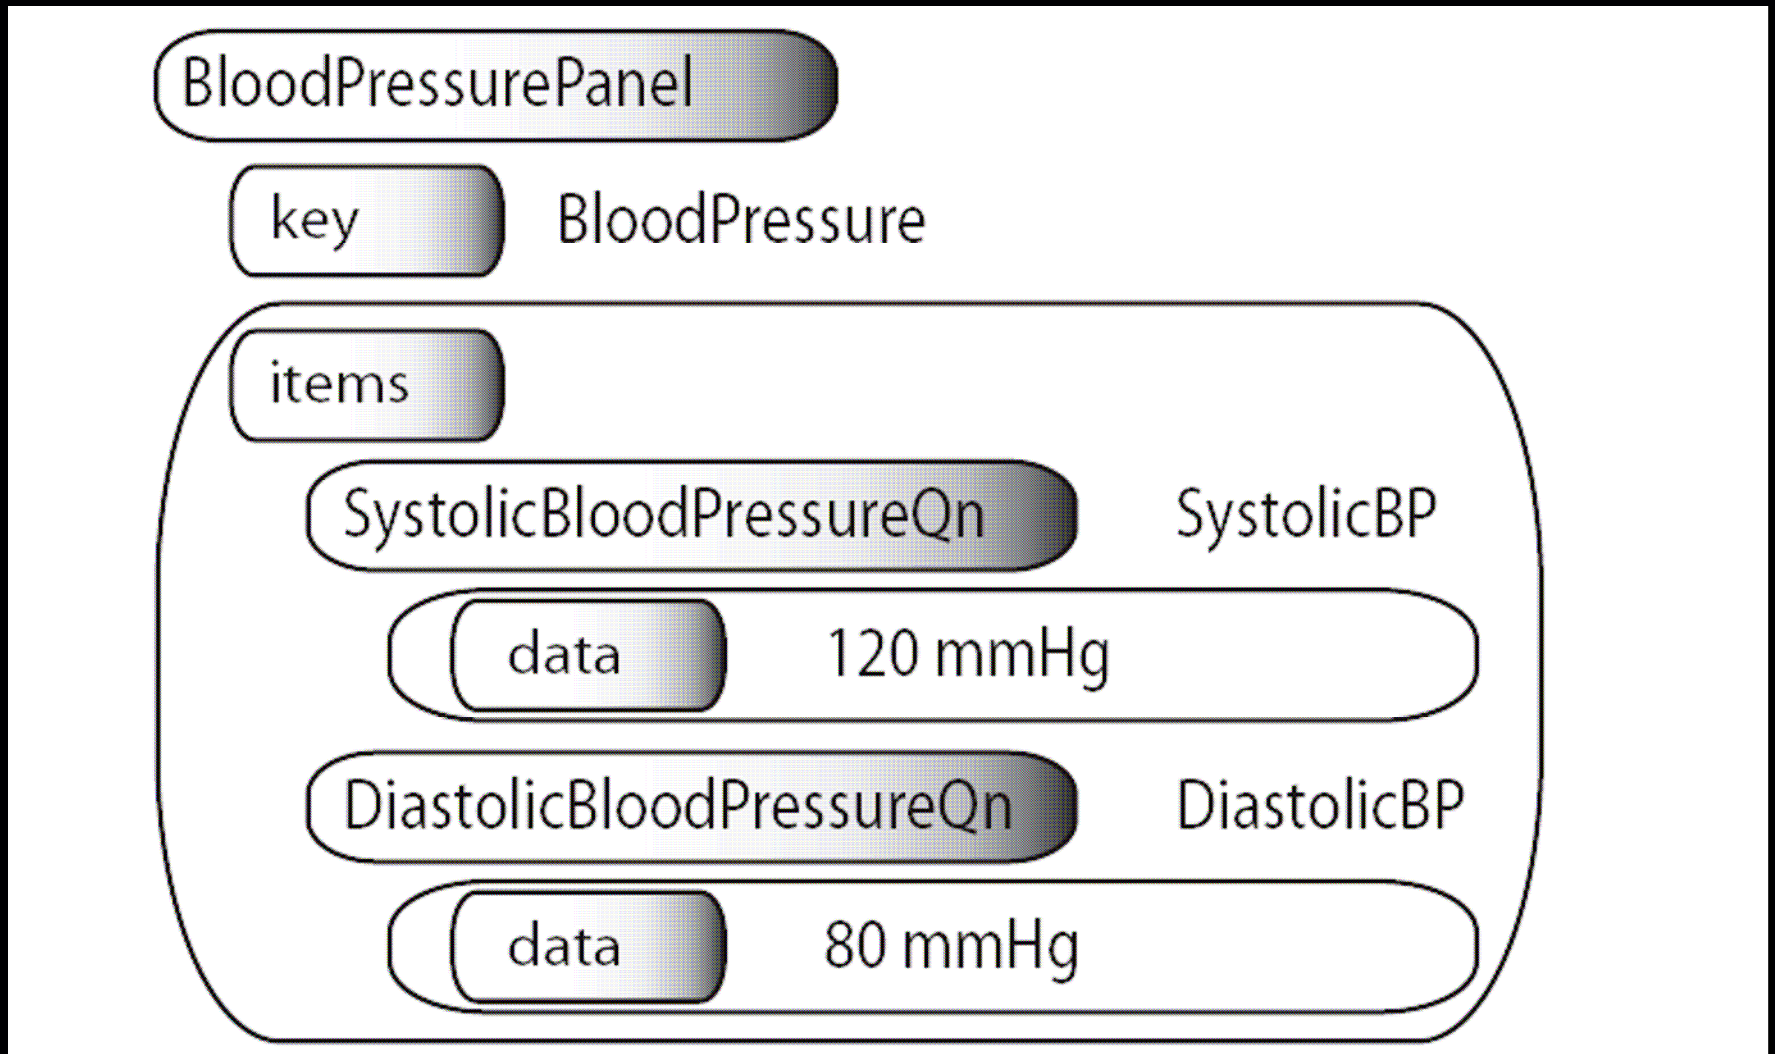 BloodPressurePanel
key BloodPressure
items
SystolicBloodPressureQn SystolicBP
data 120 mmHg
DiastolicBloodPressureQn DiastolicBP
data 80 mmHg